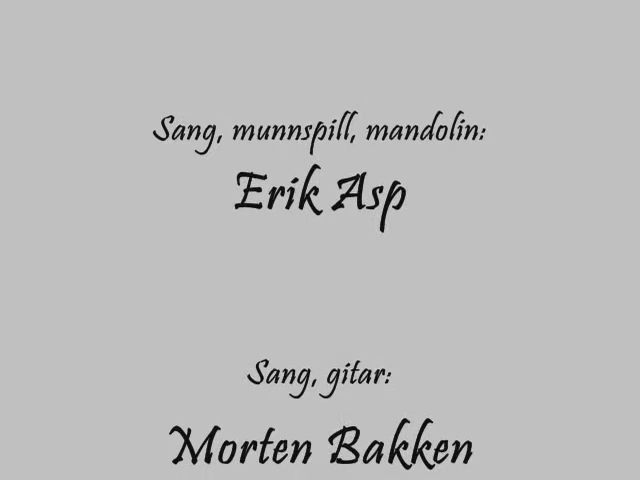 Sang, munnspill, mandolin:
Erik Asp
Sang, gitar:
Morten Bakken